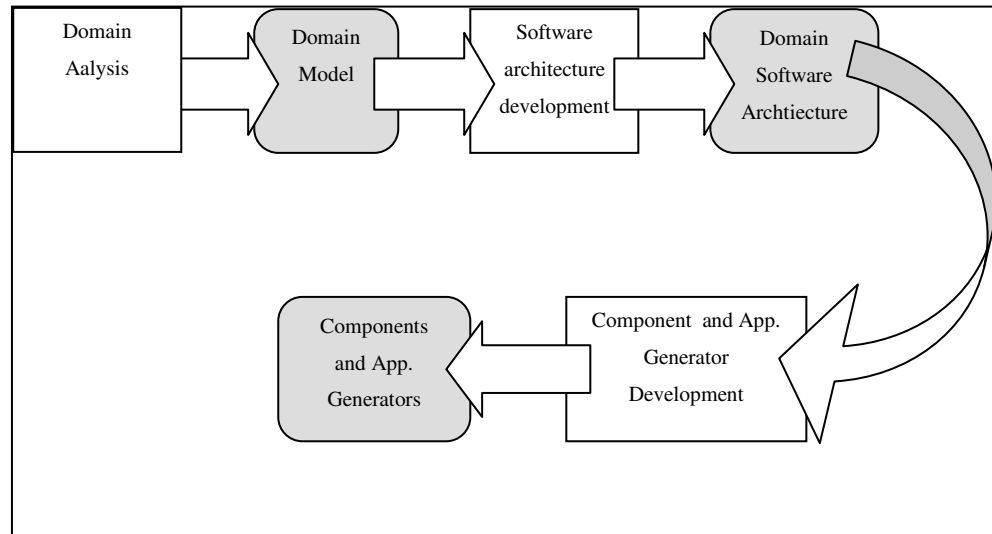 Domain
Aalysis
Domain
Model
Software
architecture
development
Domain
Software
Archtiecture
Component and App.
Generator
Development
Components
and App.
Generators